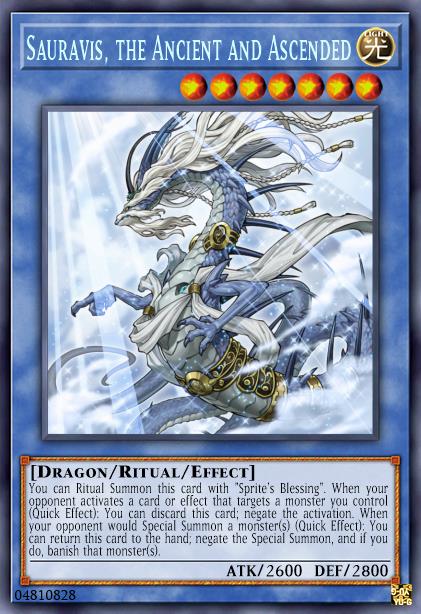 Sauravis, the Ancient and Ascended
LIGHT
光
[Dragon/Ritual/Effect]
You can Ritual Summon this card with "Sprite's Blessing". When your
opponent activates a card or effect that targets a monster you control
(Quick Effect): You can discard this card; negate the activation. When
your opponent would Special Summon a monster(s) (Quick Effect): You
can return this card to the hand; negate the Special Summon, and if you
do, banish that monster(s).
ATK/2600 DEF/2800
04810828